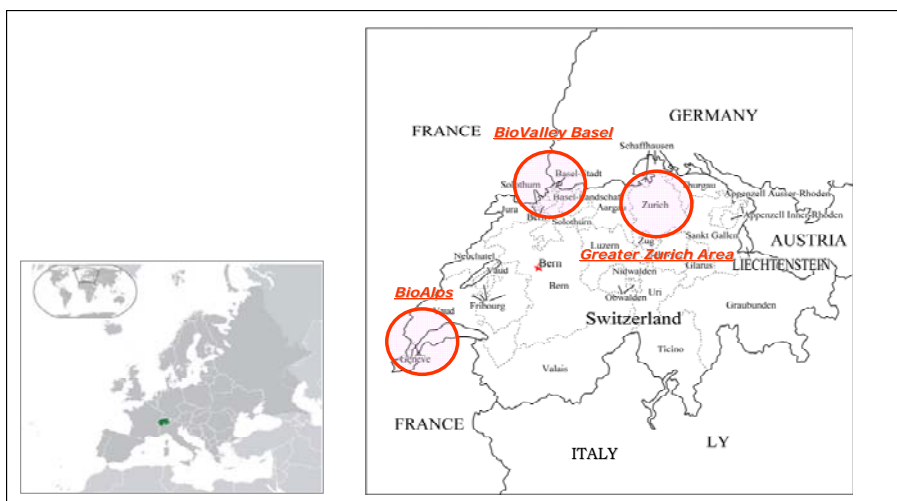 GERMANY
FRANCE
BioValley Basel
Schaffhausen
Basel-Stadt
Solothurn
Thurgau
Basel-Landschaft
Zurich
Appenzell Ausser-Rhoden
Jura
Aargau
Appenzell Inner-Rhoden
Bern
Solothurn
Sankt Gallen
AUSTRIA
Luzern
Zug
Neuchatel
Greater Zurich Area
Bern
LIECHTENSTEIN
Vaud
Glarus
Nidwalden
BioAlps
Bern
Uri
Obwalden
Fribourg
Graubunden
Vaud
Switzerland
Geneve
Ticino
Valais
FRANCE
LY
ITALY